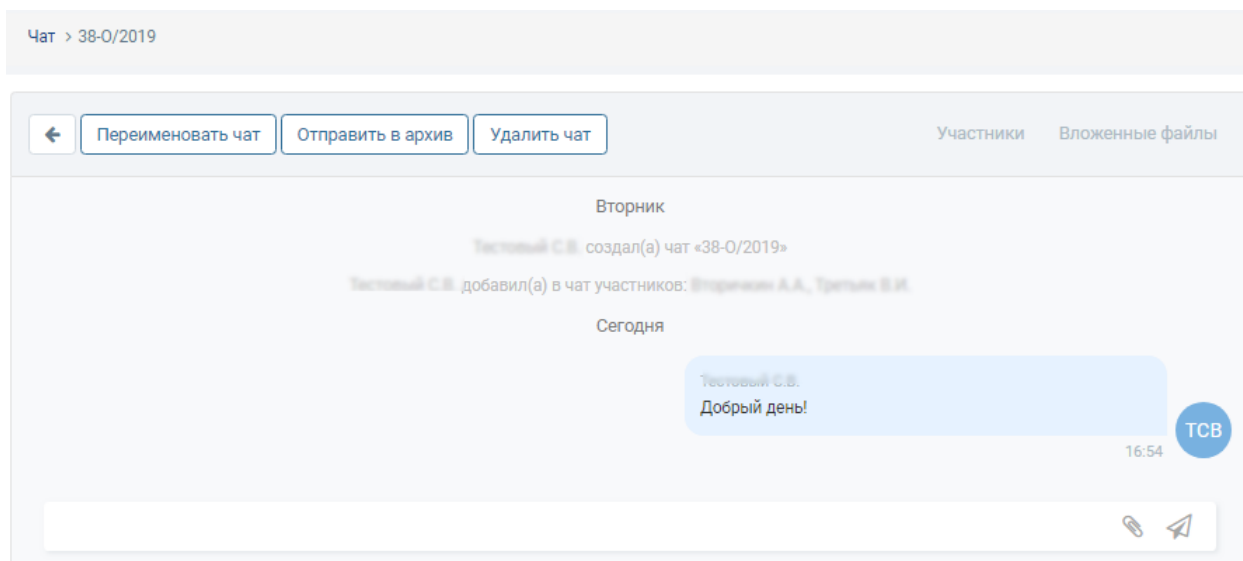 Чат > 38-О/2019
Переименовать чат Отправить в архив Удалить чат Участники Вложенные файлы
Вторник
создал(а) чат «38-О/2019»
добавил(а) в чат участников:
Сегодня
Добрый день!
ТСВ
16:54